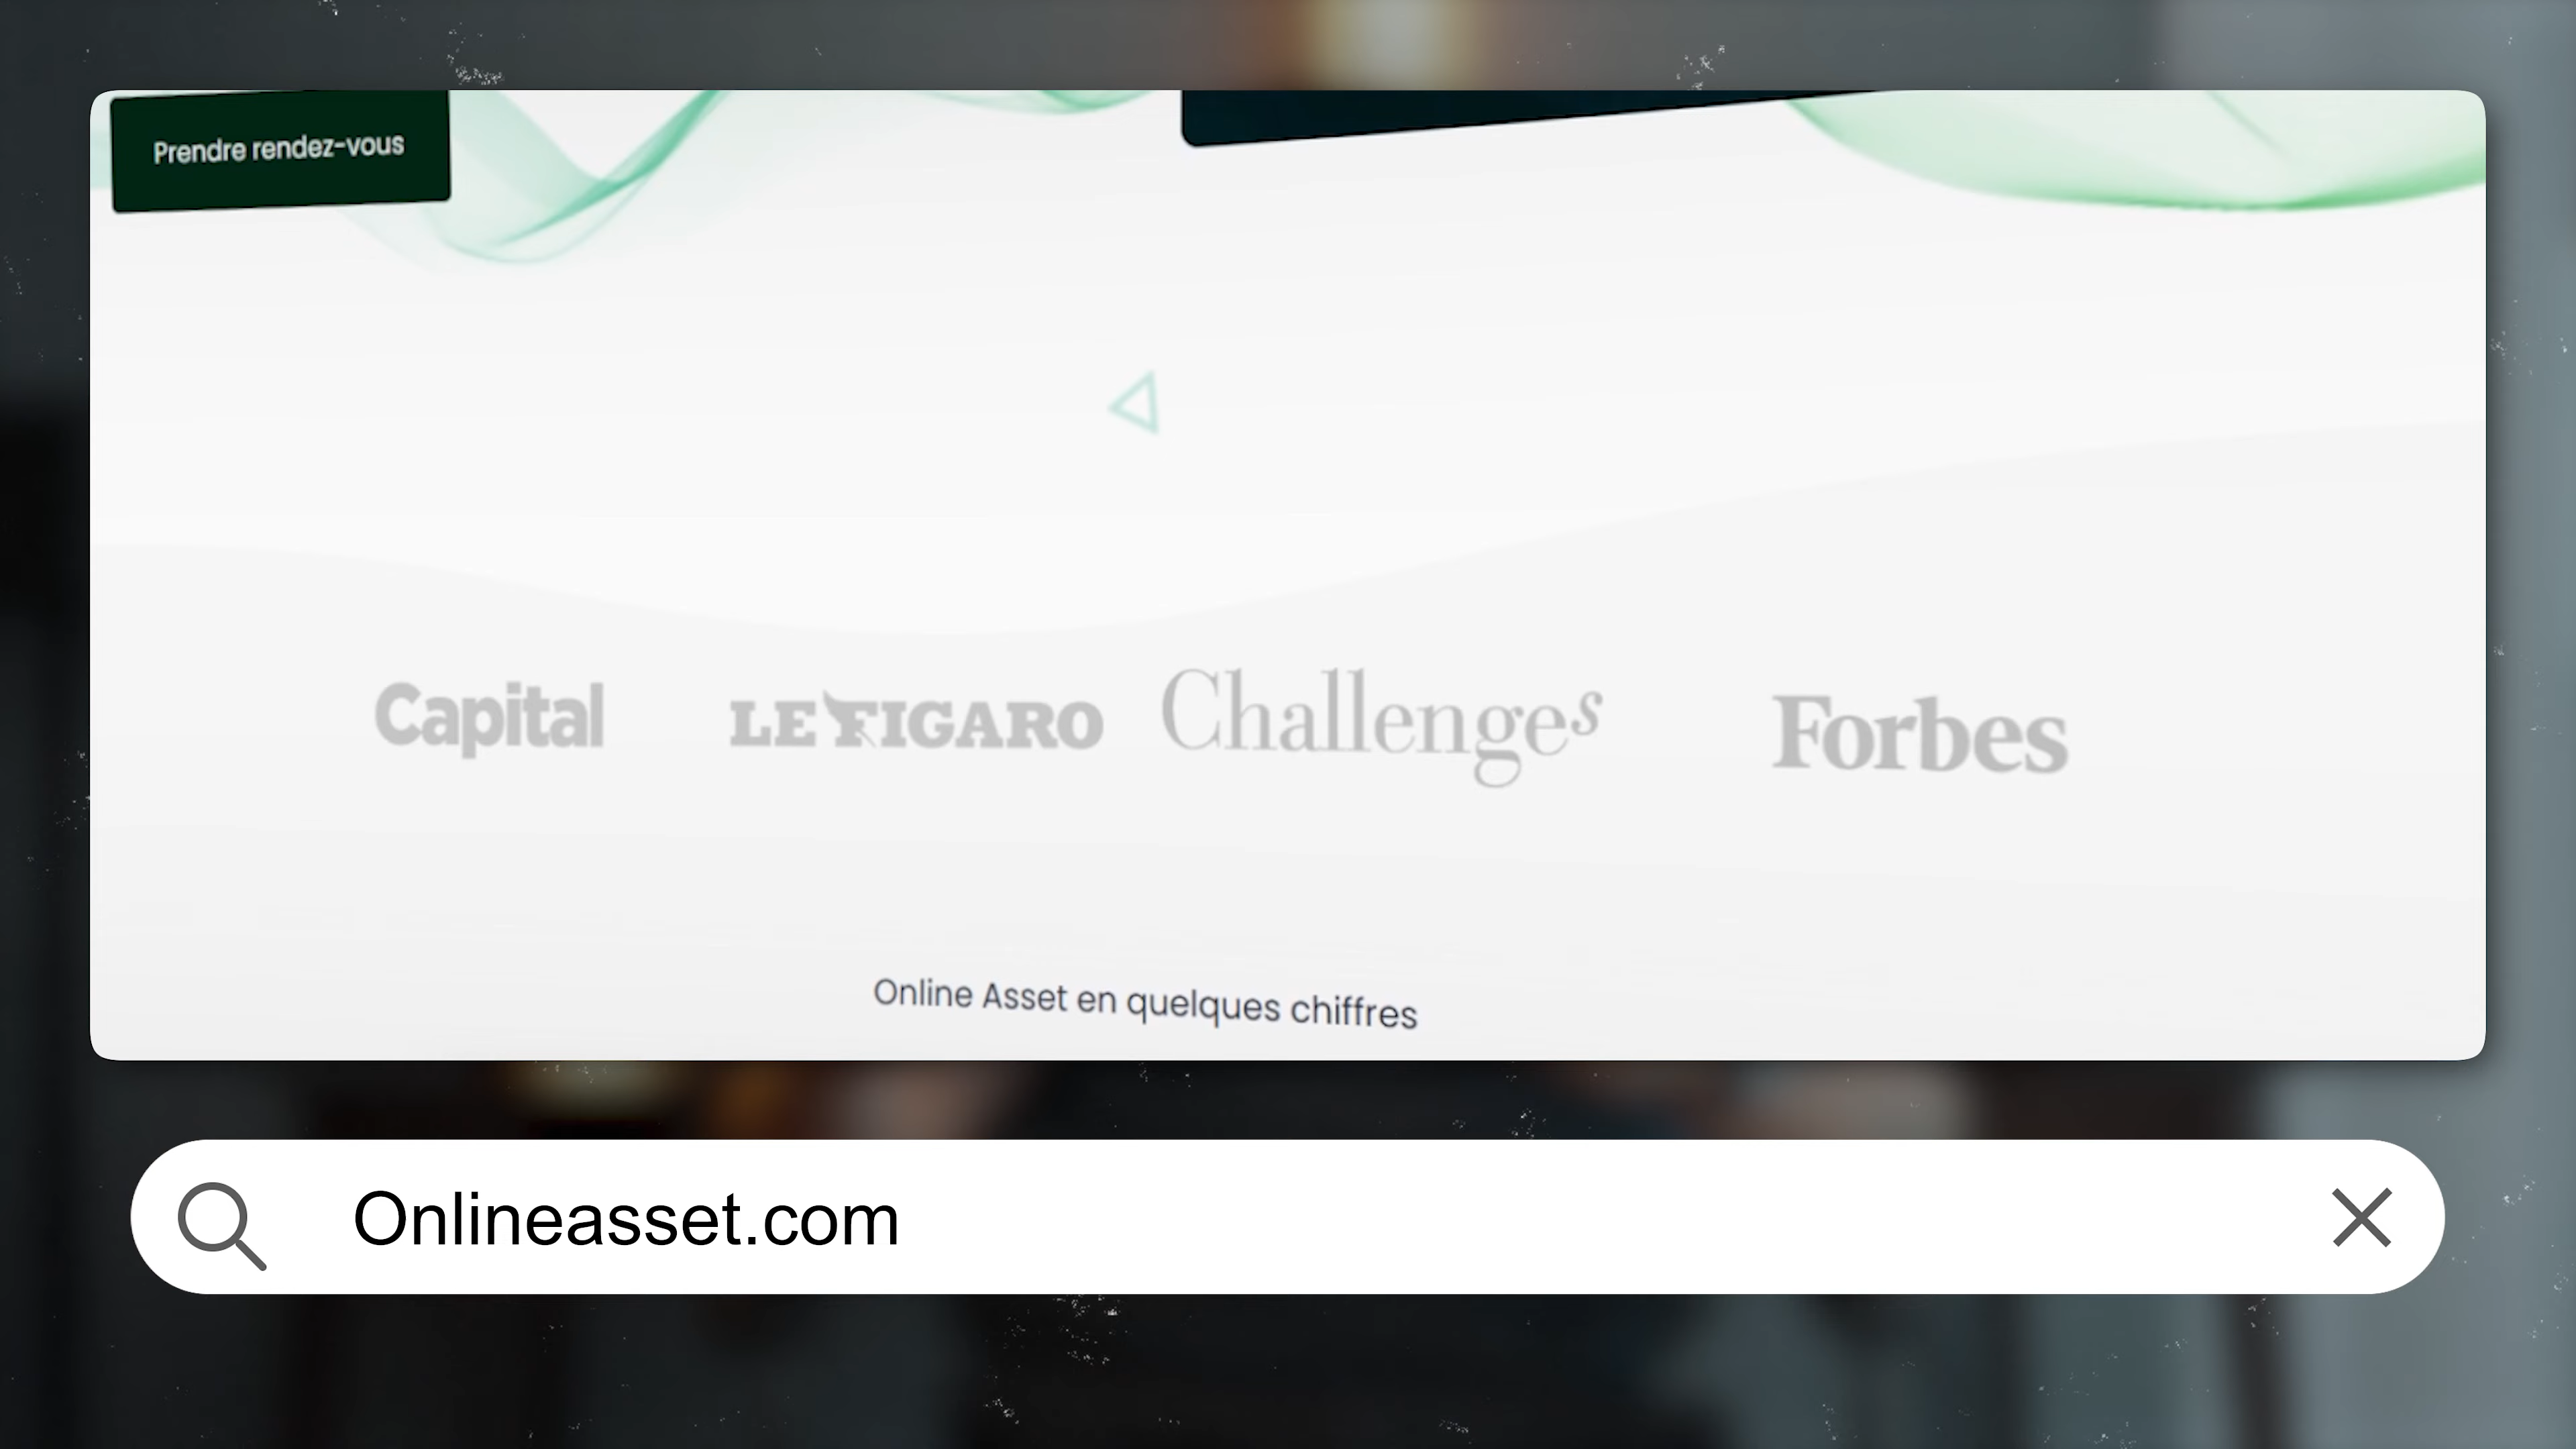 Prendre rendez-vous
Capital
LE FIGARO
Challenges
Forbes
Online Asset en quelques chiffres
Onlineasset.com